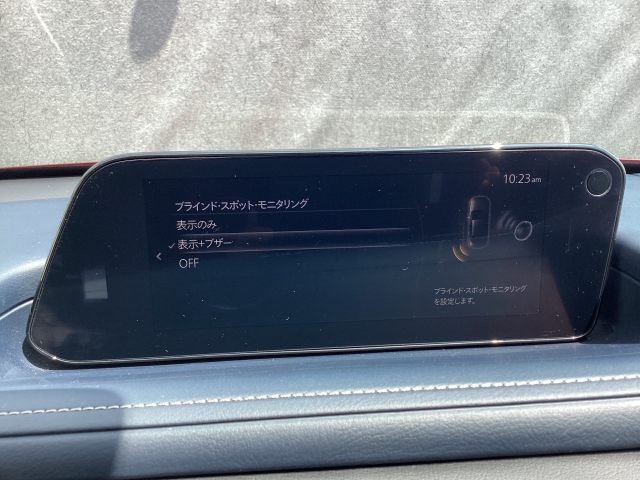 10:23am
ブラインド・スポット・モニタリング
表示のみ
表示+ブザー
OFF
ブラインド・スポット・モニタリング
を設定します。